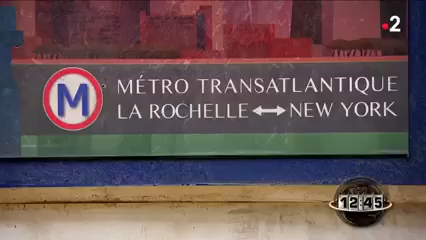 •2
M
MÉTRO TRANSATLANTIQUE
LA ROCHELLE ↔ NEW YORK
12:45